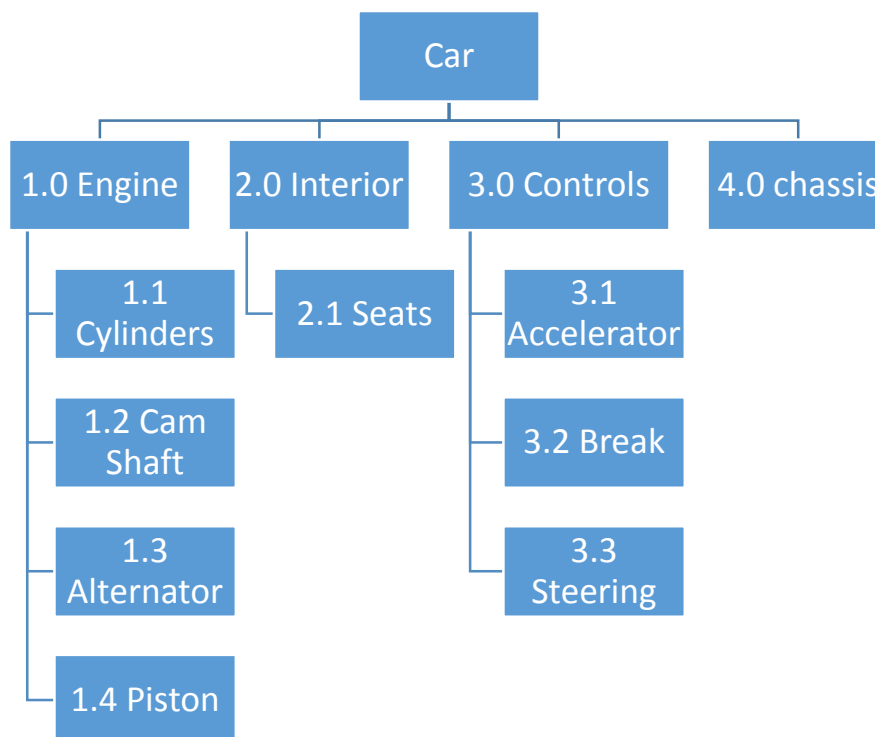 Car
1.0 Engine
2.0 Interior
3.0 Controls
4.0 chassis
1.1
Cylinders
1.2 Cam
Shaft
1.3
Alternator
1.4 Piston
2.1 Seats
3.1
Accelerator
3.2 Break
3.3
Steering